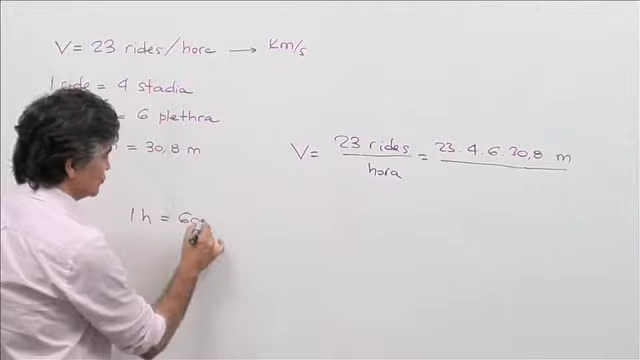 V = 23 rides/hora → Km/s
1 ride = 4 stadia
= 6 plethra
= 30,8 m
V = 23 rides / hora = 23 . 4 . 6 . 30,8 m
1 h = 60